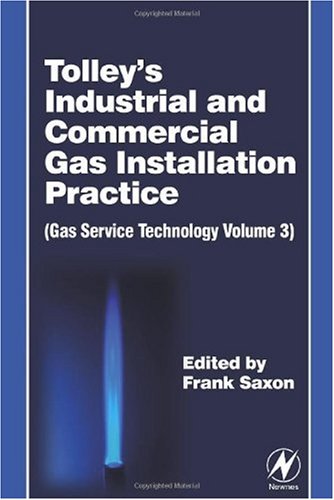 Tolley's
Industrial and
Commercial
Gas Installation
Practice
(Gas Service Technology Volume 3)
Edited by
Frank Saxon
Newnes